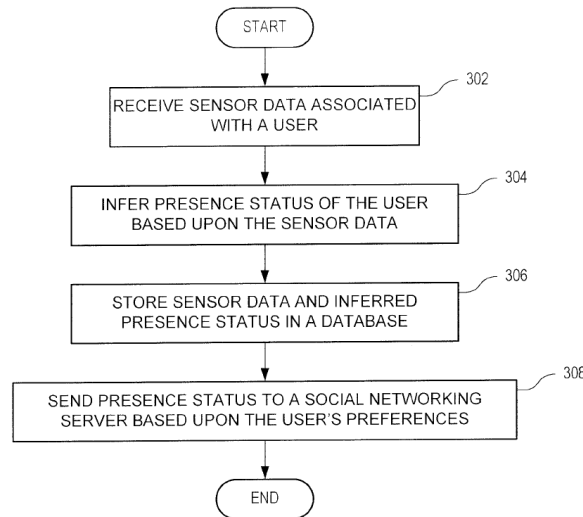 START
302
RECEIVE SENSOR DATA ASSOCIATED
WITH A USER
304
INFER PRESENCE STATUS OF THE USER
BASED UPON THE SENSOR DATA
306
STORE SENSOR DATA AND INFERRED
PRESENCE STATUS IN A DATABASE
308
SEND PRESENCE STATUS TO A SOCIAL NETWORKING
SERVER BASED UPON THE USER'S PREFERENCES
END